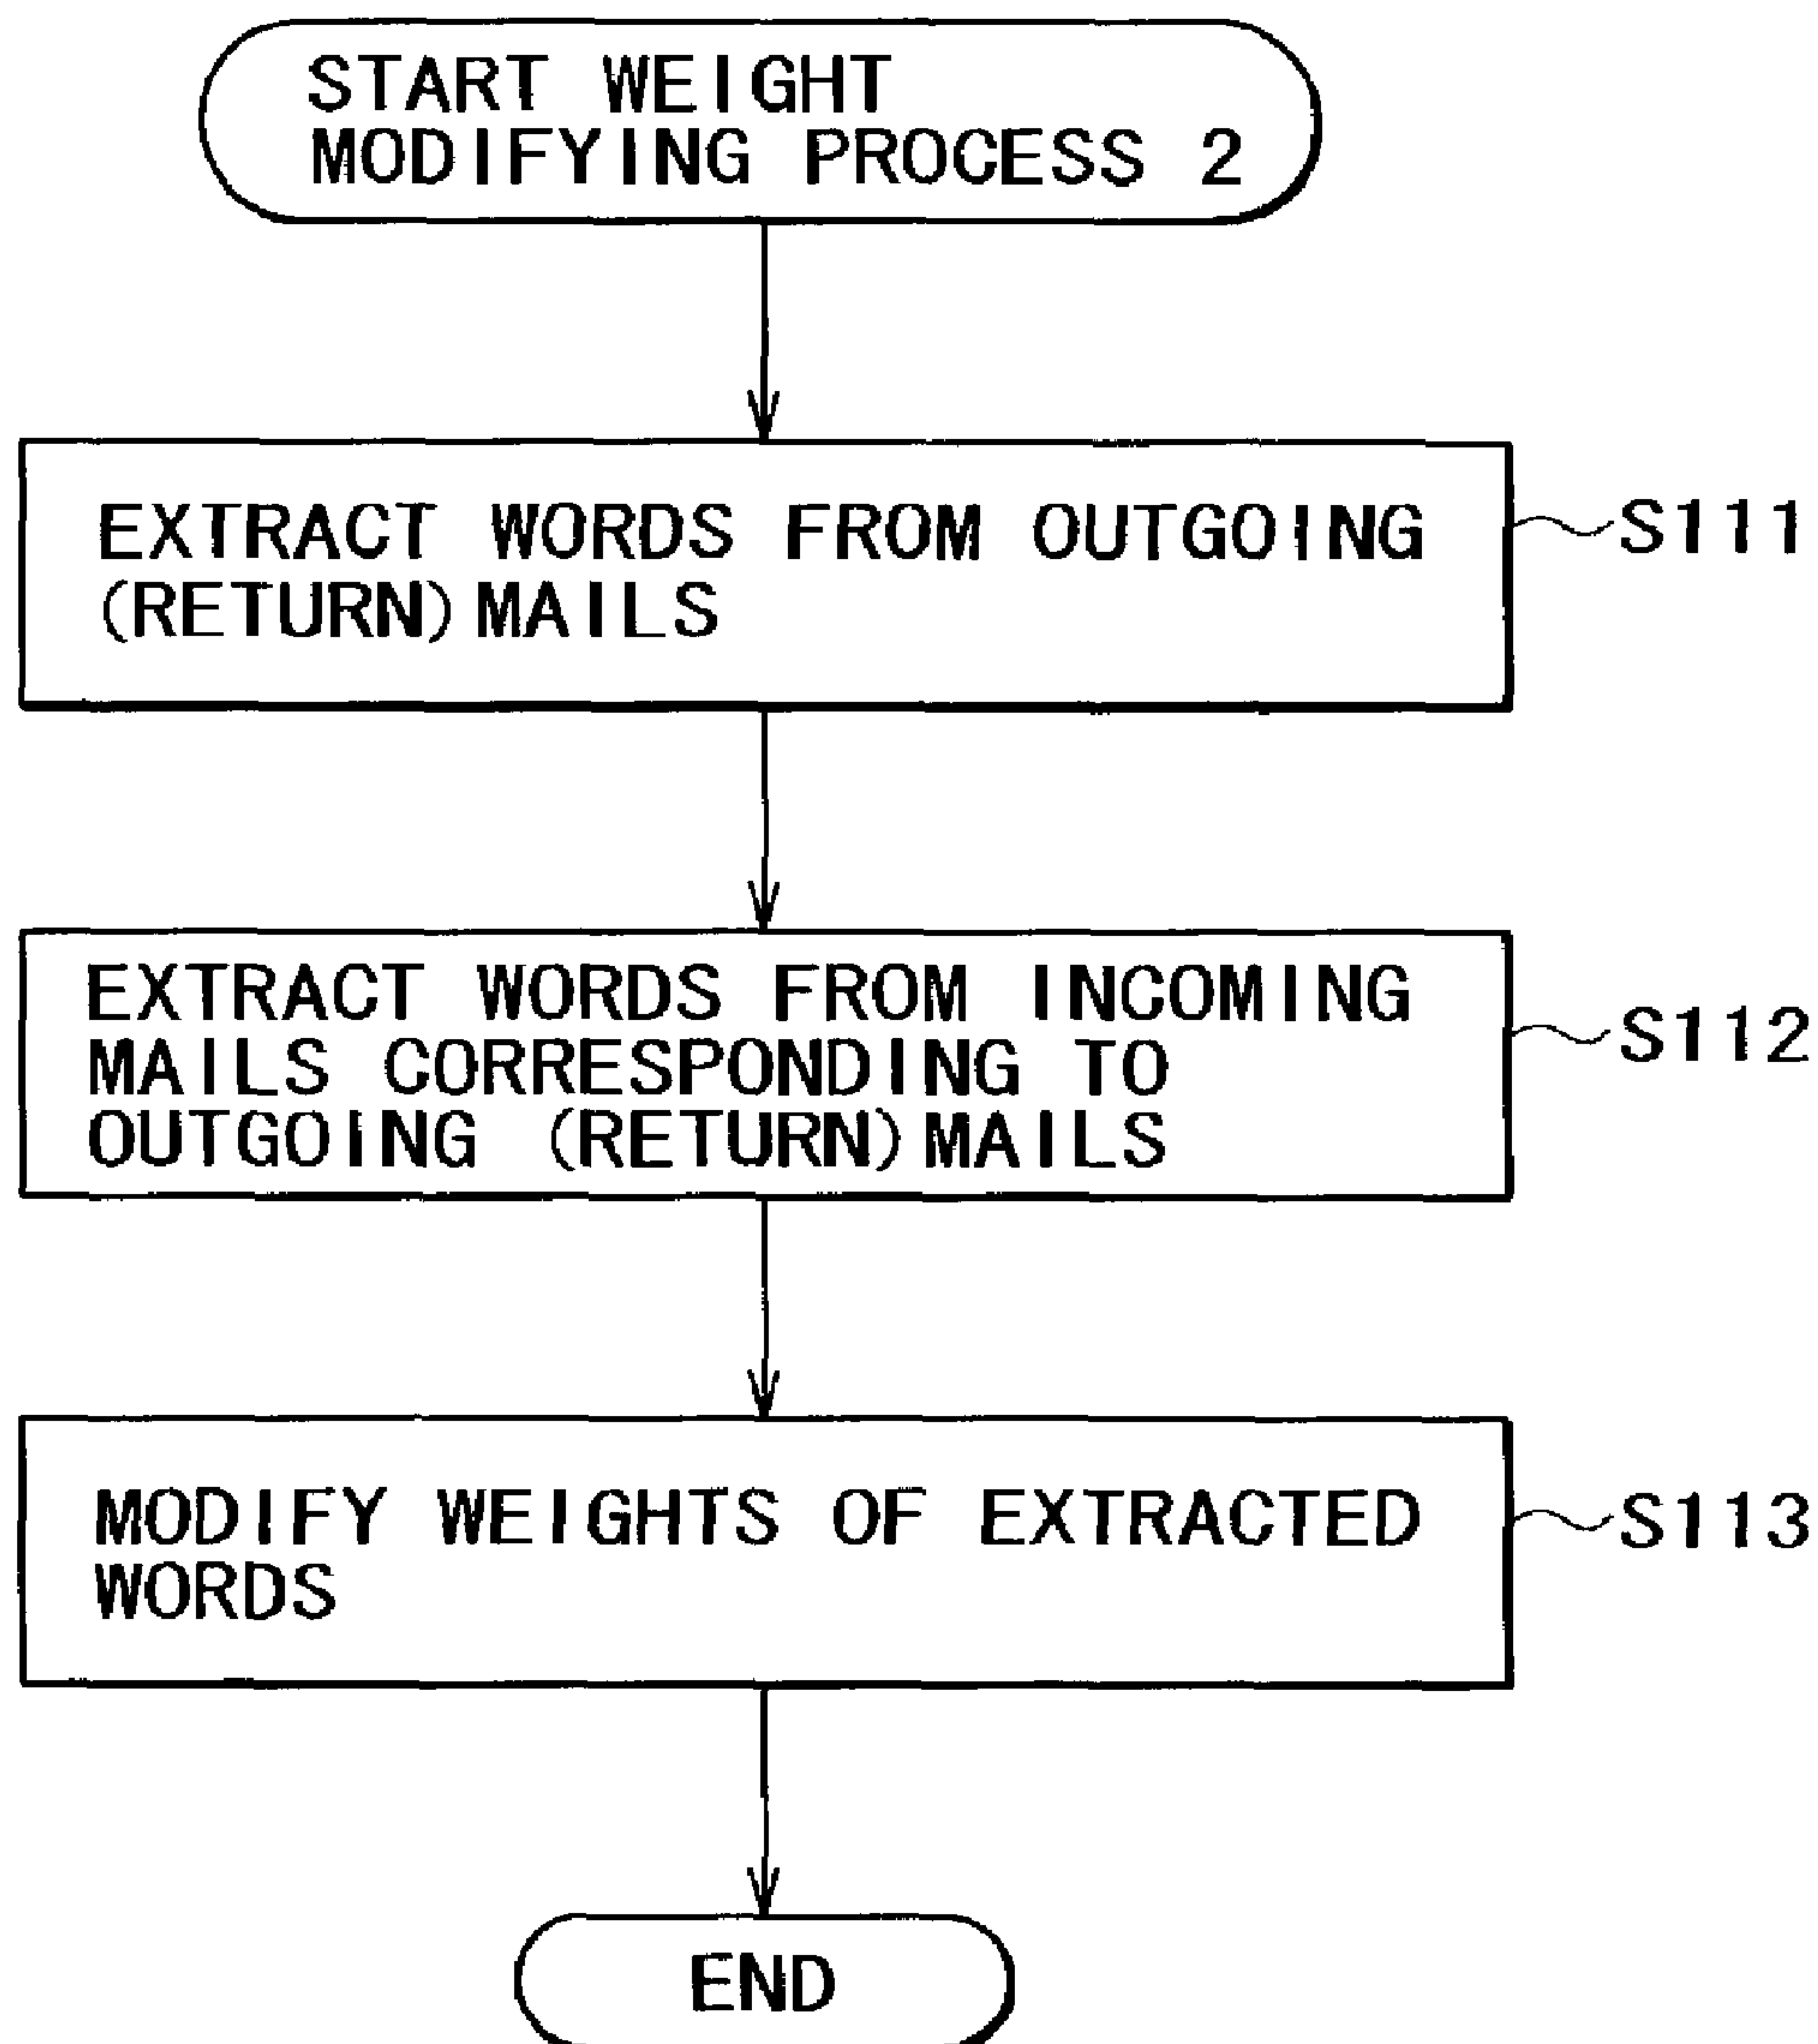 START WEIGHT
MODIFYING PROCESS 2
EXTRACT WORDS FROM OUTGOING
(RETURN) MAILS
S111
EXTRACT WORDS FROM INCOMING
MAILS CORRESPONDING TO
OUTGOING (RETURN) MAILS
S112
MODIFY WEIGHTS OF EXTRACTED
WORDS
S113
END